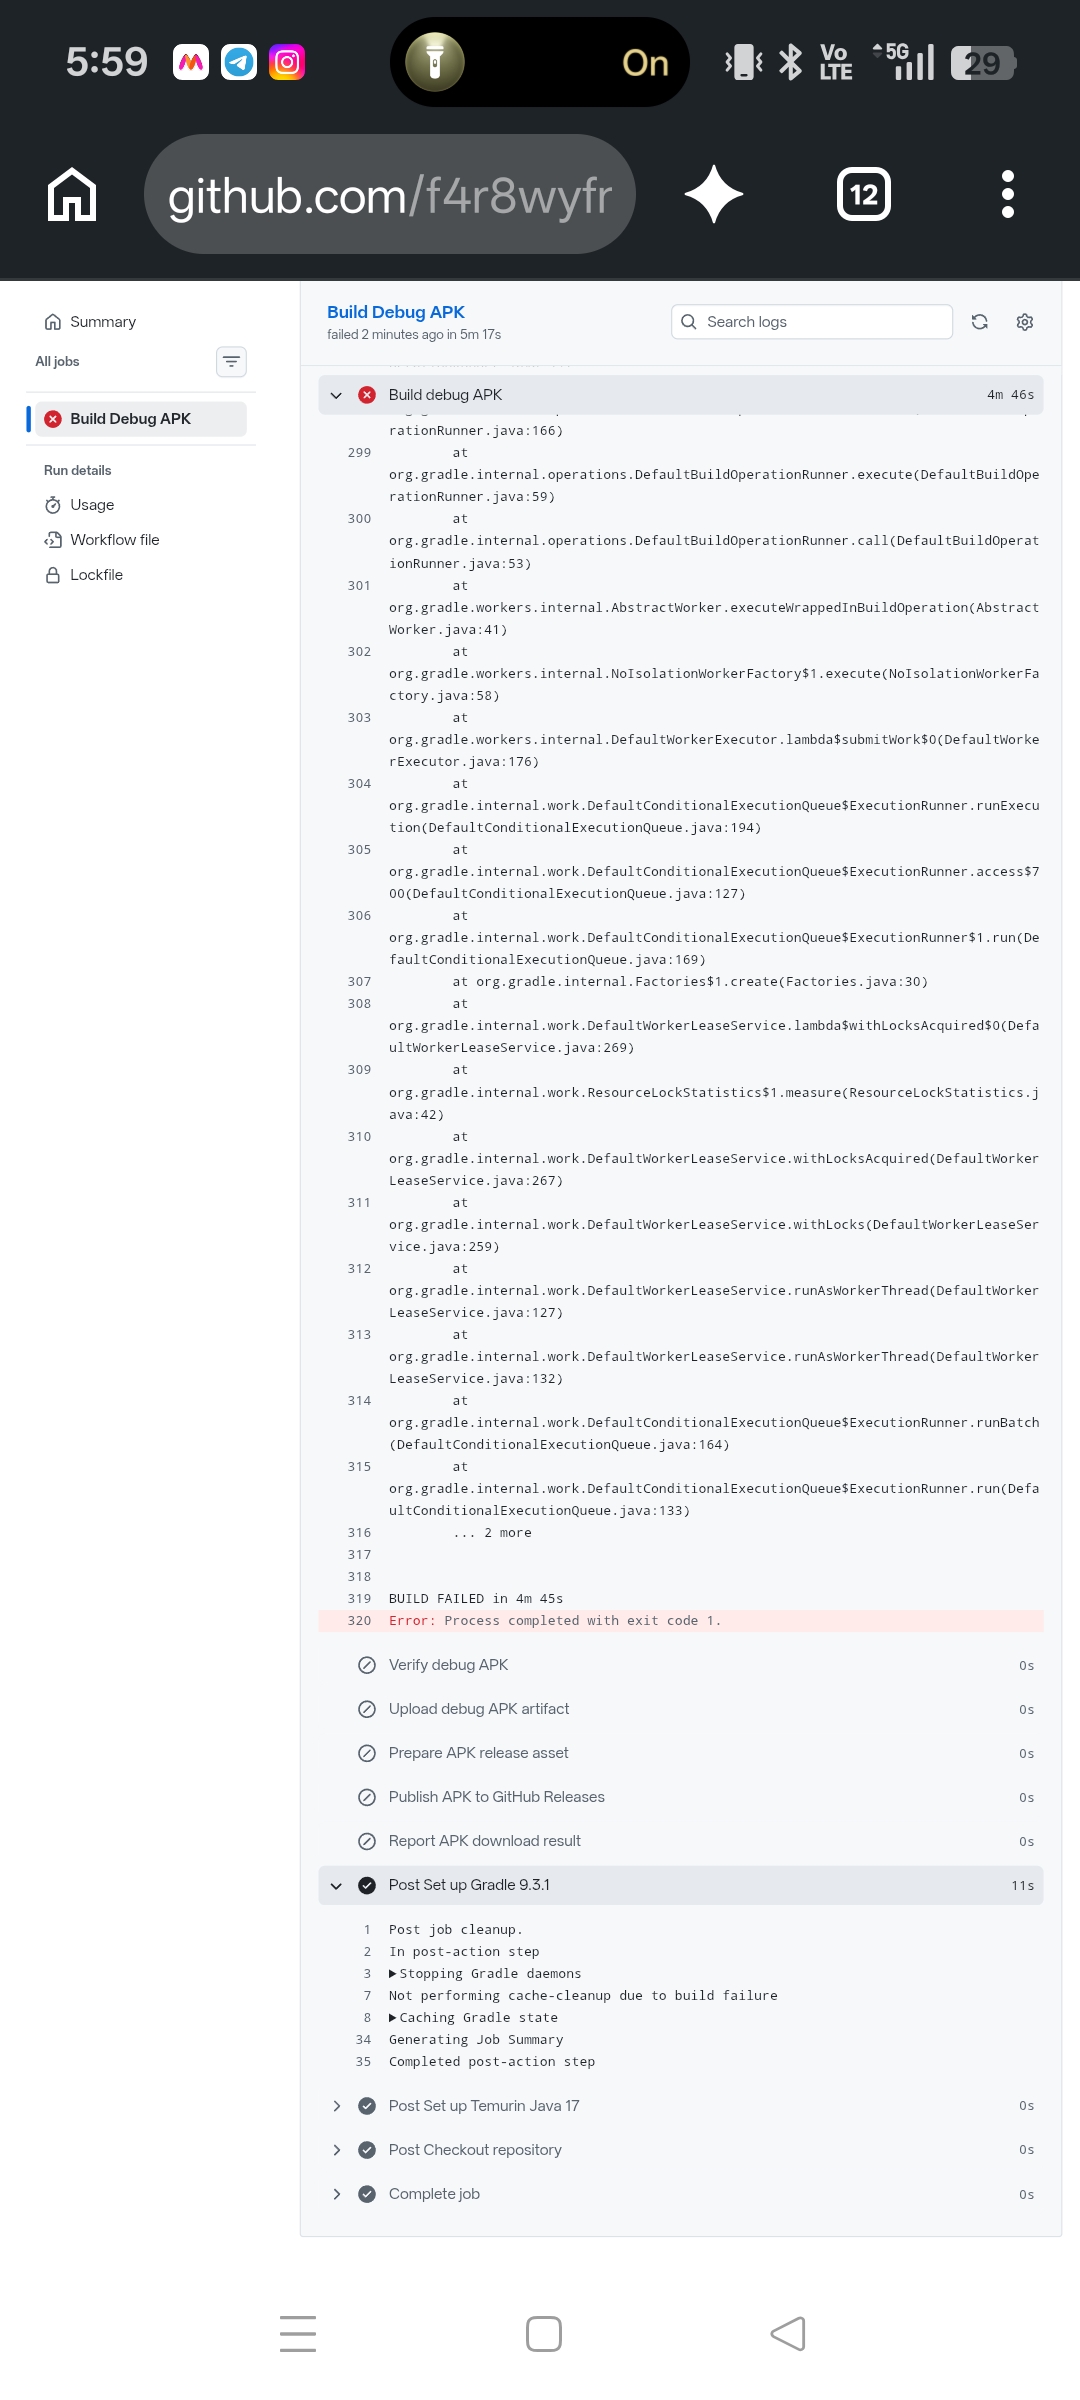 5:59
On
Vo
LTE
5G
29
github.com/f4r8wyfr
12
Summary
All jobs
Build Debug APK
Run details
Usage
Workflow file
Lockfile
Build Debug APK
failed 2 minutes ago in 5m 17s
Search logs
Build debug APK 4m 46s
rationRunner.java:166)
299 at
org.gradle.internal.operations.DefaultBuildOperationRunner.execute(DefaultBuildOpe
rationRunner.java:59)
300 at
org.gradle.internal.operations.DefaultBuildOperationRunner.call(DefaultBuildOperat
ionRunner.java:53)
301 at
org.gradle.workers.internal.AbstractWorker.executeWrappedInBuildOperation(Abstract
Worker.java:41)
302 at
org.gradle.workers.internal.NoIsolationWorkerFactory$1.execute(NoIsolationWorkerFa
ctory.java:58)
303 at
org.gradle.workers.internal.DefaultWorkerExecutor.lambda$submitWork$0(DefaultWorke
rExecutor.java:176)
304 at
org.gradle.internal.work.DefaultConditionalExecutionQueue$ExecutionRunner.runExecu
tion(DefaultConditionalExecutionQueue.java:194)
305 at
org.gradle.internal.work.DefaultConditionalExecutionQueue$ExecutionRunner.access$7
00(DefaultConditionalExecutionQueue.java:127)
306 at
org.gradle.internal.work.DefaultConditionalExecutionQueue$ExecutionRunner$1.run(De
faultConditionalExecutionQueue.java:169)
307 at org.gradle.internal.Factories$1.create(Factories.java:30)
308 at
org.gradle.internal.work.DefaultWorkerLeaseService.lambda$withLocksAcquired$0(Defa
ultWorkerLeaseService.java:269)
309 at
org.gradle.internal.work.ResourceLockStatistics$1.measure(ResourceLockStatistics.j
ava:42)
310 at
org.gradle.internal.work.DefaultWorkerLeaseService.withLocksAcquired(DefaultWorker
LeaseService.java:267)
311 at
org.gradle.internal.work.DefaultWorkerLeaseService.withLocks(DefaultWorkerLeaseSer
vice.java:259)
312 at
org.gradle.internal.work.DefaultWorkerLeaseService.runAsWorkerThread(DefaultWorker
LeaseService.java:127)
313 at
org.gradle.internal.work.DefaultWorkerLeaseService.runAsWorkerThread(DefaultWorker
LeaseService.java:132)
314 at
org.gradle.internal.work.DefaultConditionalExecutionQueue$ExecutionRunner.runBatch
(DefaultConditionalExecutionQueue.java:164)
315 at
org.gradle.internal.work.DefaultConditionalExecutionQueue$ExecutionRunner.run(Defa
ultConditionalExecutionQueue.java:133)
316 ... 2 more
317
318
319 BUILD FAILED in 4m 45s
320 Error: Process completed with exit code 1.
Verify debug APK 0s
Upload debug APK artifact 0s
Prepare APK release asset 0s
Publish APK to GitHub Releases 0s
Report APK download result 0s
Post Set up Gradle 9.3.1 11s
1 Post job cleanup.
2 In post-action step
3 ▶Stopping Gradle daemons
7 Not performing cache-cleanup due to build failure
8 ▶Caching Gradle state
34 Generating Job Summary
35 Completed post-action step
Post Set up Temurin Java 17 0s
Post Checkout repository 0s
Complete job 0s